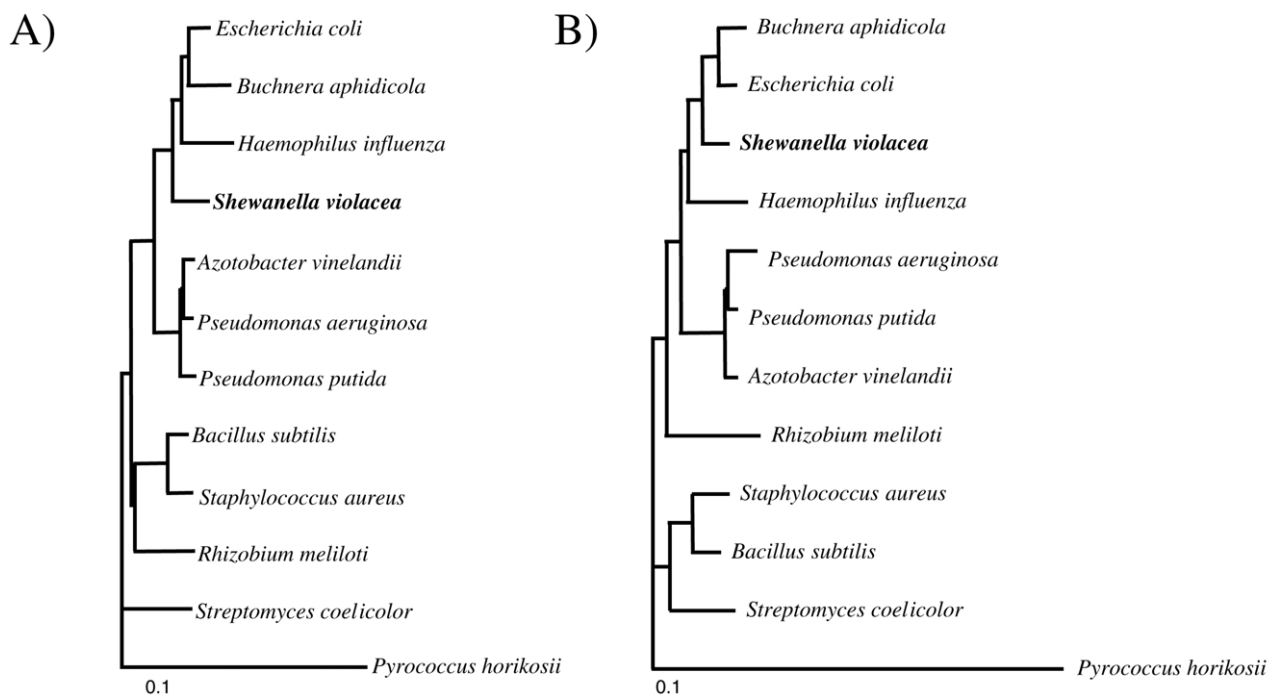 A)
Escherichia coli
Buchnera aphidicola
Haemophilus influenza
Shewanella violacea
Azotobacter vinelandii
Pseudomonas aeruginosa
Pseudomonas putida
Bacillus subtilis
Staphylococcus aureus
Rhizobium meliloti
Streptomyces coelicolor
Pyrococcus horikosii
0.1
B)
Buchnera aphidicola
Escherichia coli
Shewanella violacea
Haemophilus influenza
Pseudomonas aeruginosa
Pseudomonas putida
Azotobacter vinelandii
Rhizobium meliloti
Staphylococcus aureus
Bacillus subtilis
Streptomyces coelicolor
Pyrococcus horikosii
0.1